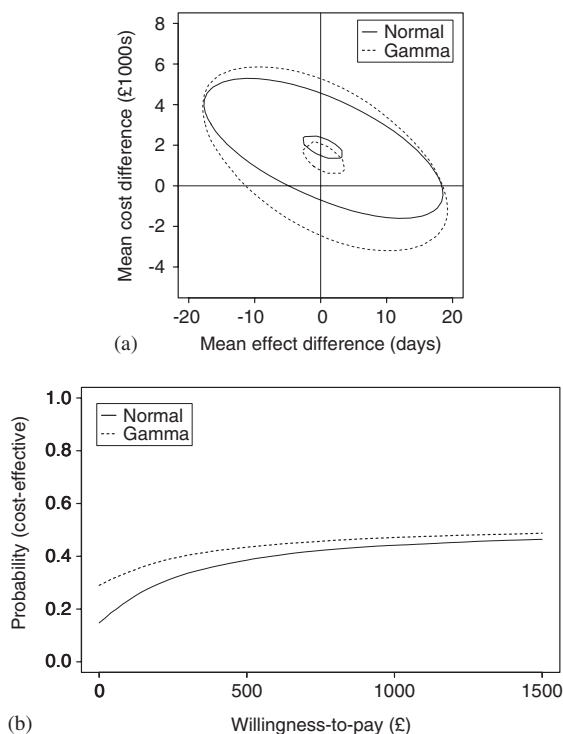 8
6
4
2
0
-2
-4
Mean cost difference (£1000s)
Normal
Gamma
-20
-10
0
10
20
(a)
Mean effect difference (days)
1.0
0.8
0.6
0.4
0.2
0.0
Probability (cost-effective)
Normal
Gamma
0
500
1000
1500
(b)
Willingness-to-pay (£)